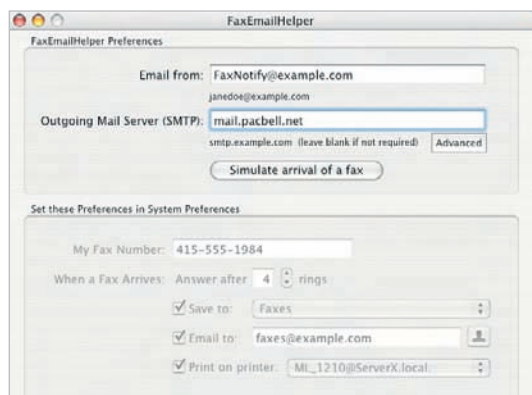 FaxEmailHelper
FaxEmailHelper Preferences
Email from: FaxNotify@example.com
janedoe@example.com
Outgoing Mail Server (SMTP): mail.pacbell.net
smtp.example.com (leave blank if not required) Advanced
Simulate arrival of a fax
Set these Preferences in System Preferences
My Fax Number: 415-555-1984
When a Fax Arrives: Answer after 4 rings
Save to: Faxes
Email to: faxes@example.com
Print on printer: ML_1210@ServerX.local.